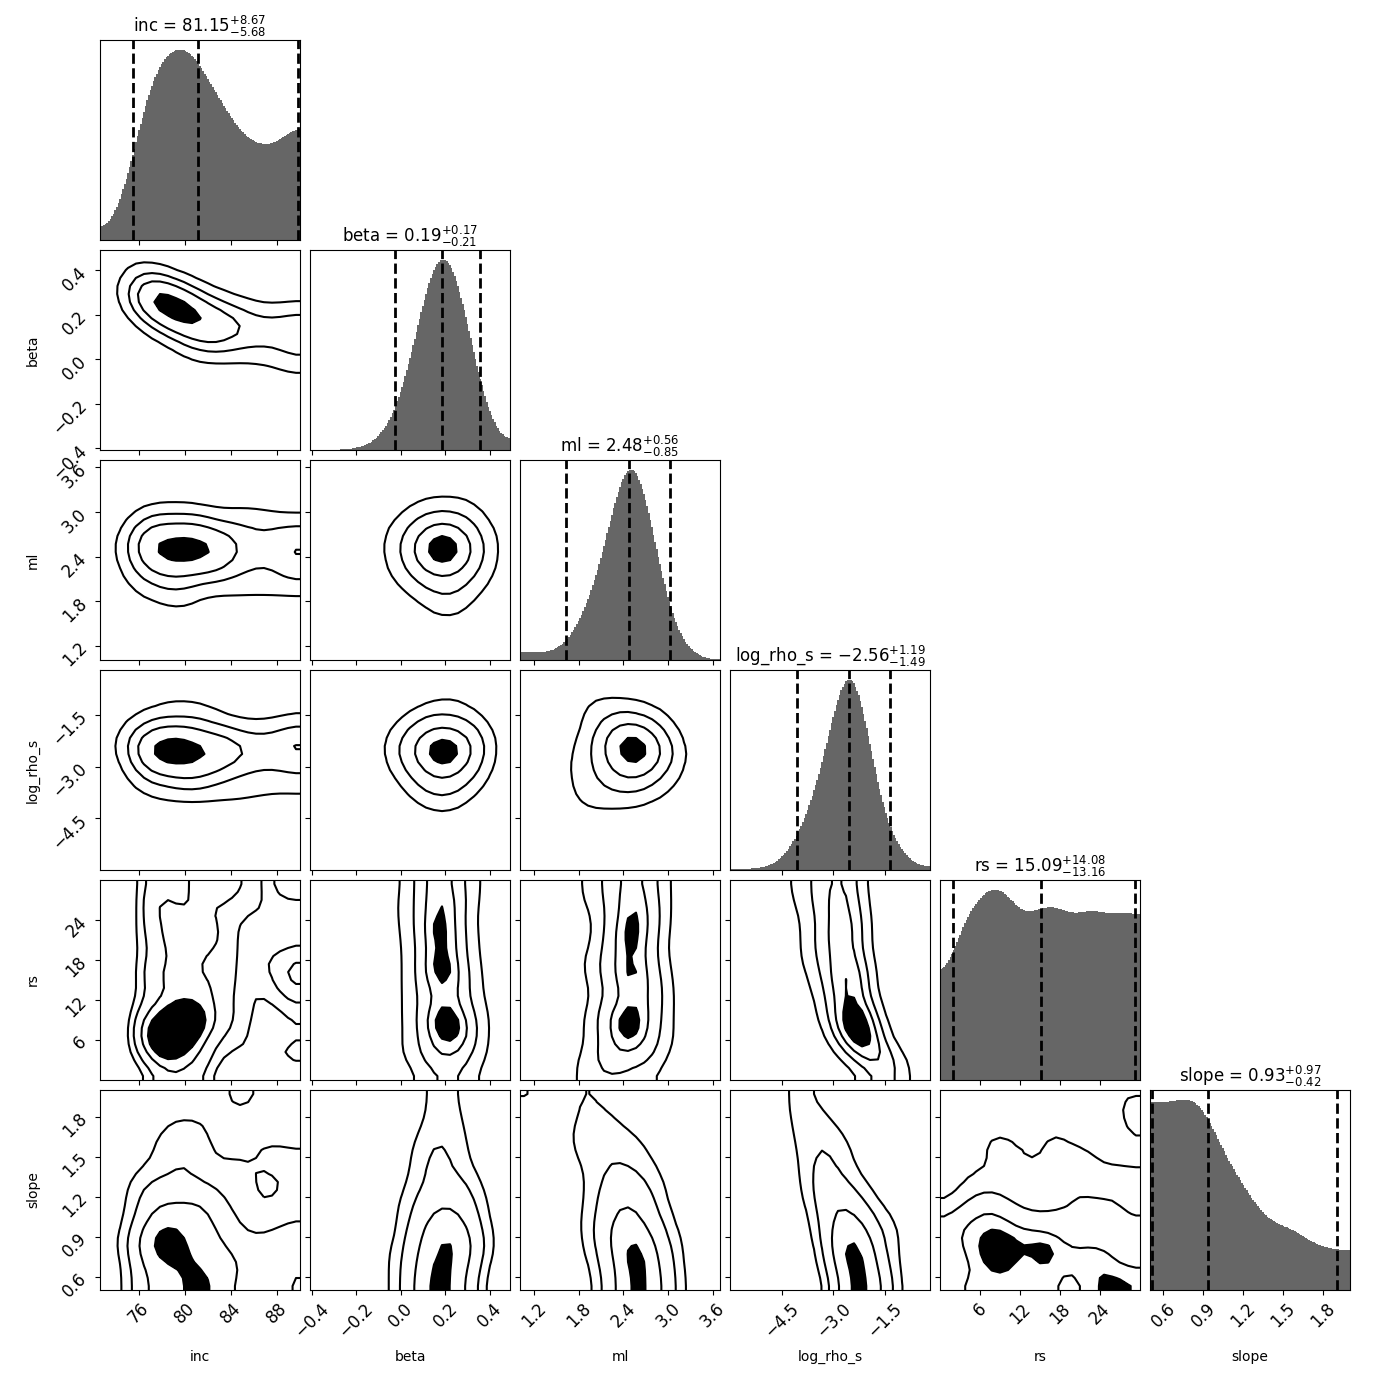 inc = 81.15 +8.67 −5.68
beta = 0.19 +0.17 −0.21
0.4
0.2
0.0
−0.2
−0.4
beta
ml = 2.48 +0.56 −0.85
3.6
3.0
2.4
1.8
1.2
ml
log_rho_s = −2.56 +1.19 −1.49
−1.5
−3.0
−4.5
log_rho_s
rs = 15.09 +14.08 −13.16
24
18
12
6
rs
slope = 0.93 +0.97 −0.42
1.8
1.5
1.2
0.9
0.6
slope
76 80 84 88
−0.4 −0.2 0.0 0.2 0.4
1.2 1.8 2.4 3.0 3.6
−4.5 −3.0 −1.5
6 12 18 24
0.6 0.9 1.2 1.5 1.8
inc beta ml log_rho_s rs slope